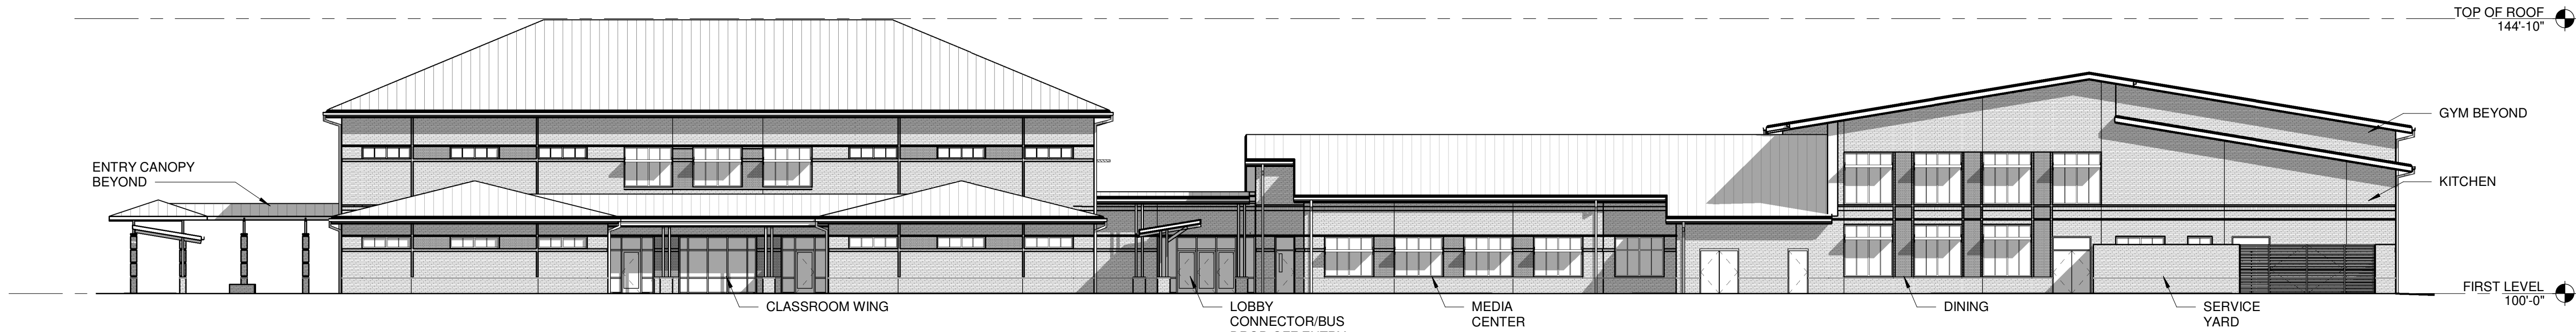 TOP OF ROOF
144'-10"
GYM BEYOND
ENTRY CANOPY
BEYOND
KITCHEN
FIRST LEVEL
100'-0"
CLASSROOM WING
LOBBY
CONNECTOR/BUS
MEDIA
CENTER
DINING
SERVICE
YARD